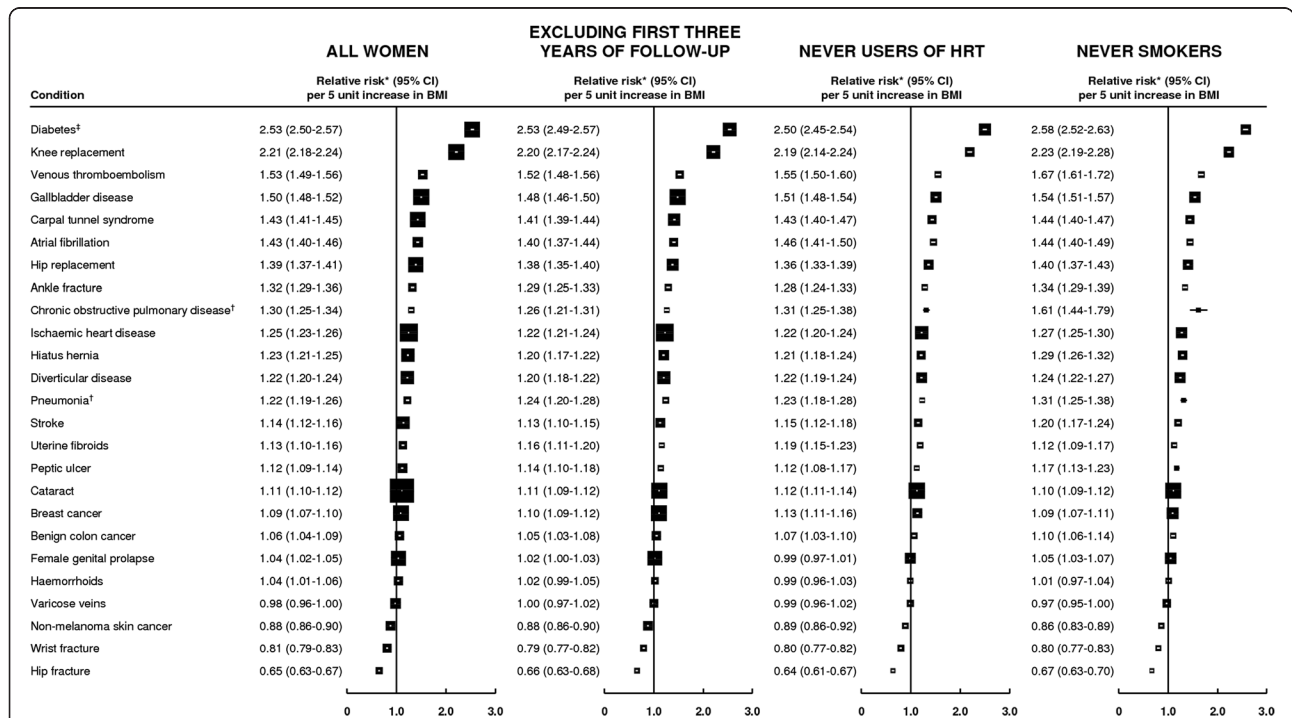 ALL WOMEN
EXCLUDING FIRST THREE
YEARS OF FOLLOW-UP
NEVER USERS OF HRT
NEVER SMOKERS
Condition
Relative risk* (95% CI)
per 5 unit increase in BMI
Relative risk* (95% CI)
per 5 unit increase in BMI
Relative risk* (95% CI)
per 5 unit increase in BMI
Relative risk* (95% CI)
per 5 unit increase in BMI
Diabetes‡ 2.53 (2.50-2.57) 2.53 (2.49-2.57) 2.50 (2.45-2.54) 2.58 (2.52-2.63)
Knee replacement 2.21 (2.18-2.24) 2.20 (2.17-2.24) 2.19 (2.14-2.24) 2.23 (2.19-2.28)
Venous thromboembolism 1.53 (1.49-1.56) 1.52 (1.48-1.56) 1.55 (1.50-1.60) 1.67 (1.61-1.72)
Gallbladder disease 1.50 (1.48-1.52) 1.48 (1.46-1.50) 1.51 (1.48-1.54) 1.54 (1.51-1.57)
Carpal tunnel syndrome 1.43 (1.41-1.45) 1.41 (1.39-1.44) 1.43 (1.40-1.47) 1.44 (1.40-1.47)
Atrial fibrillation 1.43 (1.40-1.46) 1.40 (1.37-1.44) 1.46 (1.41-1.50) 1.44 (1.40-1.49)
Hip replacement 1.39 (1.37-1.41) 1.38 (1.35-1.40) 1.36 (1.33-1.39) 1.40 (1.37-1.43)
Ankle fracture 1.32 (1.29-1.36) 1.29 (1.25-1.33) 1.28 (1.24-1.33) 1.34 (1.29-1.39)
Chronic obstructive pulmonary disease† 1.30 (1.25-1.34) 1.26 (1.21-1.31) 1.31 (1.25-1.38) 1.61 (1.44-1.79)
Ischaemic heart disease 1.25 (1.23-1.26) 1.22 (1.21-1.24) 1.22 (1.20-1.24) 1.27 (1.25-1.30)
Hiatus hernia 1.23 (1.21-1.25) 1.20 (1.17-1.22) 1.21 (1.18-1.24) 1.29 (1.26-1.32)
Diverticular disease 1.22 (1.20-1.24) 1.20 (1.18-1.22) 1.22 (1.19-1.24) 1.24 (1.22-1.27)
Pneumonia† 1.22 (1.19-1.26) 1.24 (1.20-1.28) 1.23 (1.18-1.28) 1.31 (1.25-1.38)
Stroke 1.14 (1.12-1.16) 1.13 (1.10-1.15) 1.15 (1.12-1.18) 1.20 (1.17-1.24)
Uterine fibroids 1.13 (1.10-1.16) 1.16 (1.11-1.20) 1.19 (1.15-1.23) 1.12 (1.09-1.17)
Peptic ulcer 1.12 (1.09-1.14) 1.14 (1.10-1.18) 1.12 (1.08-1.17) 1.17 (1.13-1.23)
Cataract 1.11 (1.10-1.12) 1.11 (1.09-1.12) 1.12 (1.11-1.14) 1.10 (1.09-1.12)
Breast cancer 1.09 (1.07-1.10) 1.10 (1.09-1.12) 1.13 (1.11-1.16) 1.09 (1.07-1.11)
Benign colon cancer 1.06 (1.04-1.09) 1.05 (1.03-1.08) 1.07 (1.03-1.10) 1.10 (1.06-1.14)
Female genital prolapse 1.04 (1.02-1.05) 1.02 (1.00-1.03) 0.99 (0.97-1.01) 1.05 (1.03-1.07)
Haemorrhoids 1.04 (1.01-1.06) 1.02 (0.99-1.05) 0.99 (0.96-1.03) 1.01 (0.97-1.04)
Varicose veins 0.98 (0.96-1.00) 1.00 (0.97-1.02) 0.99 (0.96-1.02) 0.97 (0.95-1.00)
Non-melanoma skin cancer 0.88 (0.86-0.90) 0.88 (0.86-0.90) 0.89 (0.86-0.92) 0.86 (0.83-0.89)
Wrist fracture 0.81 (0.79-0.83) 0.79 (0.77-0.82) 0.80 (0.77-0.82) 0.80 (0.77-0.83)
Hip fracture 0.65 (0.63-0.67) 0.66 (0.63-0.68) 0.64 (0.61-0.67) 0.67 (0.63-0.70)
0 1.0 2.0 3.0 0 1.0 2.0 3.0 0 1.0 2.0 3.0 0 1.0 2.0 3.0